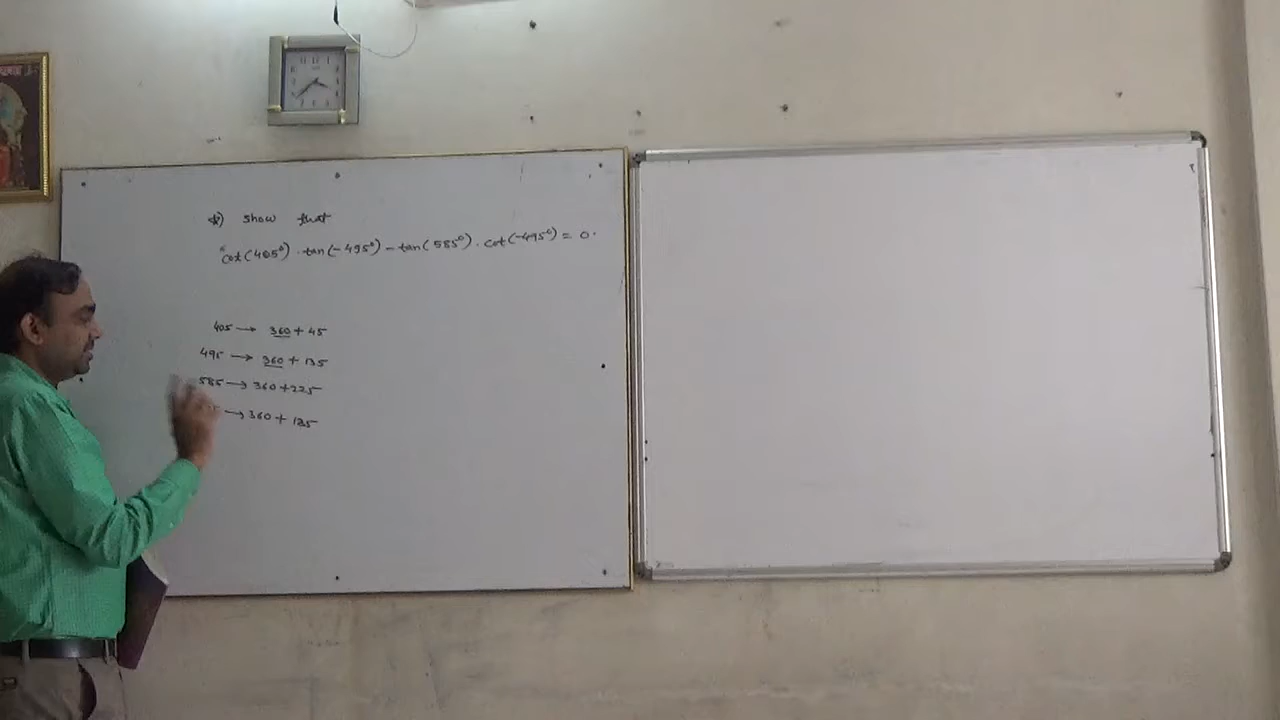 *) show that
cot(405°) . tan(-495°) - tan(585°) . cot(-495°) = 0.
405 → 360 + 45
495 → 360 + 135
585 → 360 + 225
→ 360 + 135